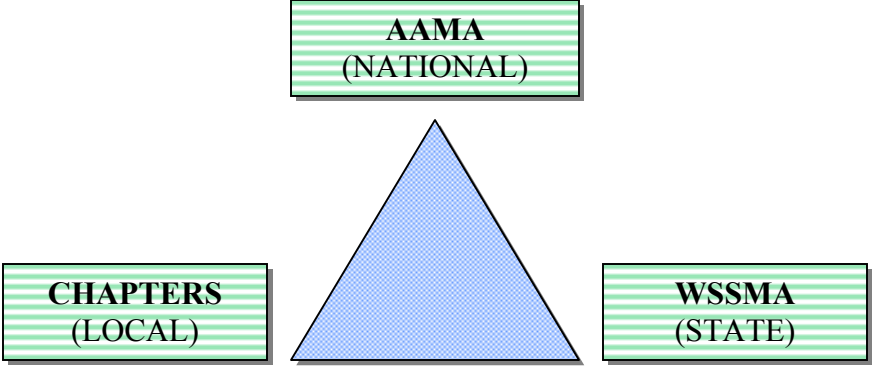 AAMA
(NATIONAL)
CHAPTERS
(LOCAL)
WSSMA
(STATE)